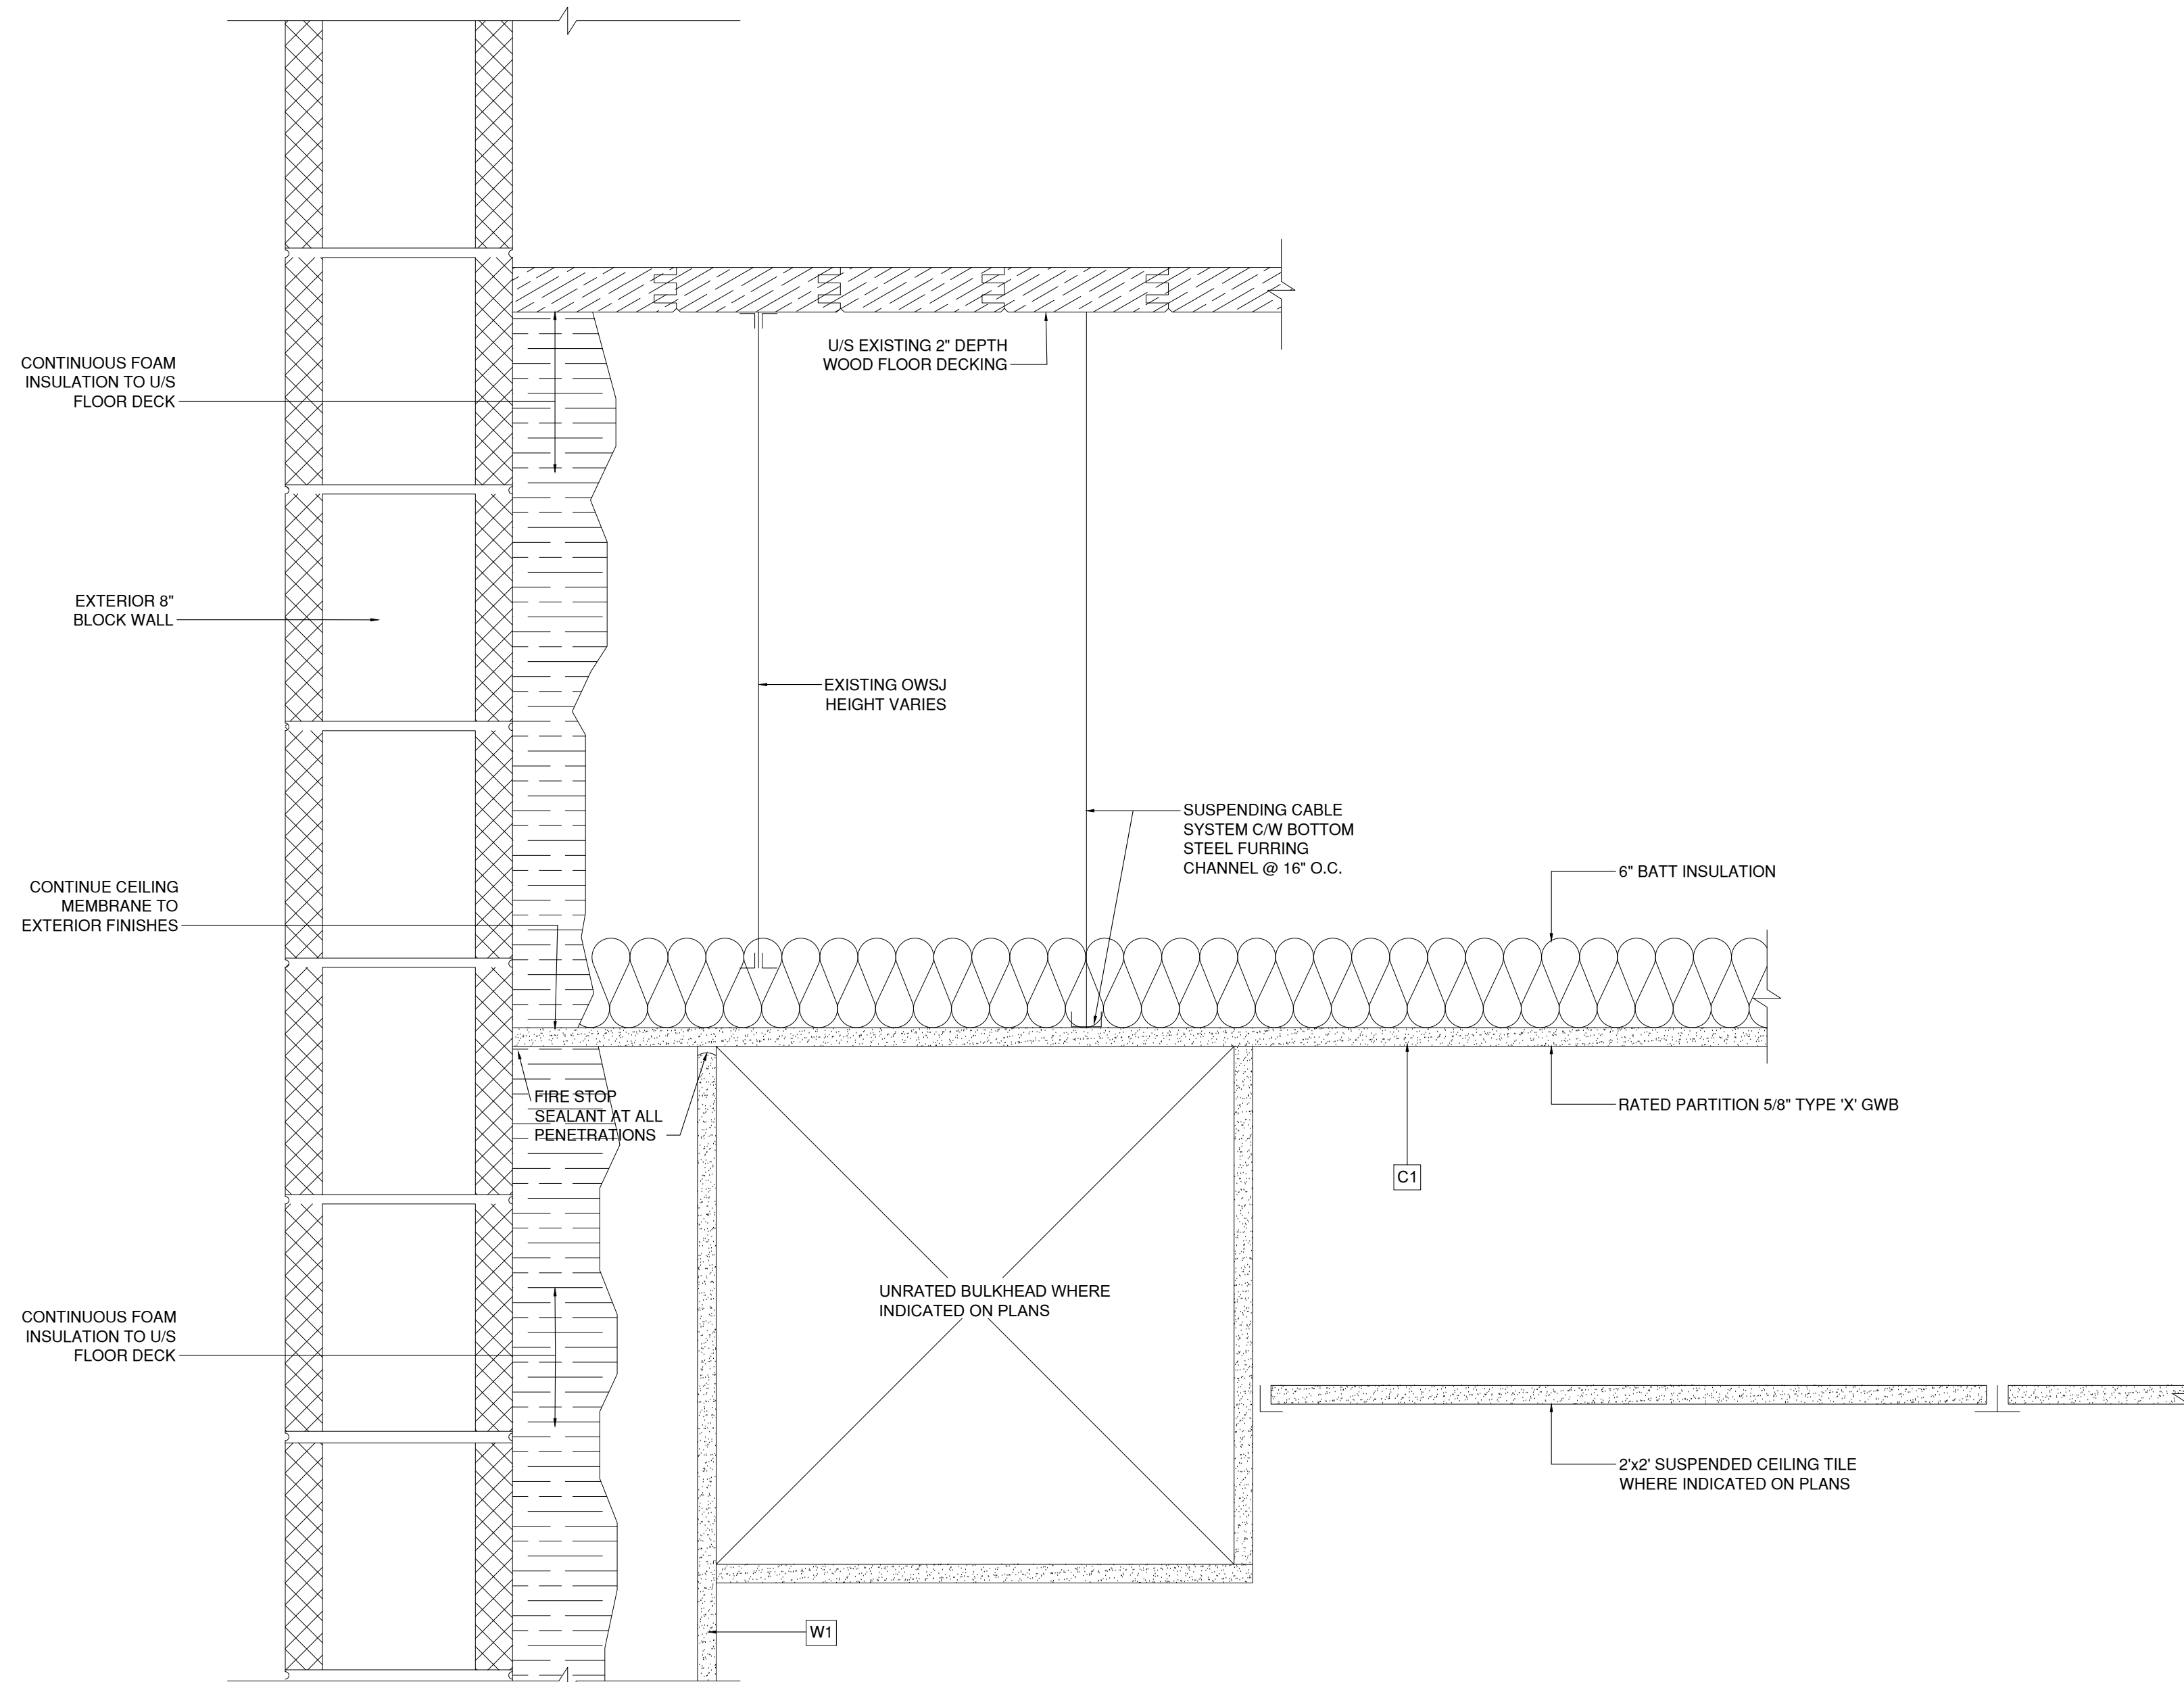 U/S EXISTING 2" DEPTH
WOOD FLOOR DECKING
CONTINUOUS FOAM
INSULATION TO U/S
FLOOR DECK
EXTERIOR 8"
BLOCK WALL
EXISTING OWSJ
HEIGHT VARIES
SUSPENDING CABLE
SYSTEM C/W BOTTOM
STEEL FURRING
CHANNEL @ 16" O.C.
6" BATT INSULATION
CONTINUE CEILING
MEMBRANE TO
EXTERIOR FINISHES
FIRE STOP
SEALANT AT ALL
PENETRATIONS
RATED PARTITION 5/8" TYPE 'X' GWB
C1
UNRATED BULKHEAD WHERE
INDICATED ON PLANS
CONTINUOUS FOAM
INSULATION TO U/S
FLOOR DECK
2'x2' SUSPENDED CEILING TILE
WHERE INDICATED ON PLANS
W1